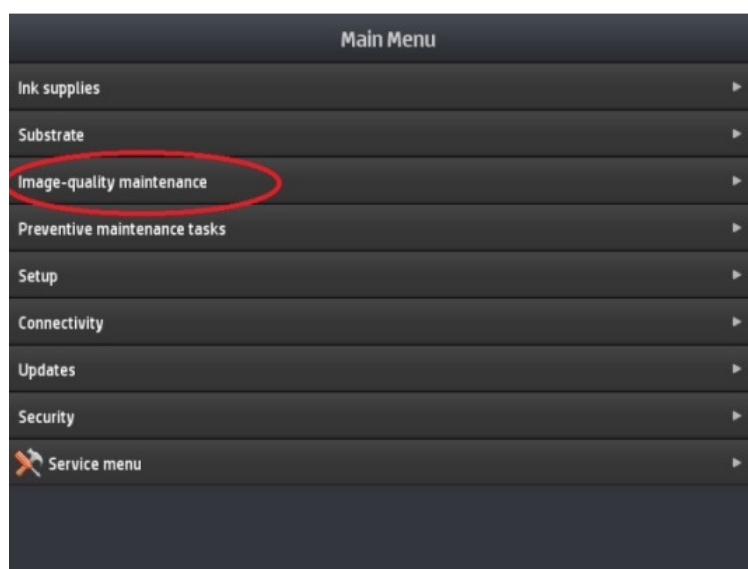 Main Menu
Ink supplies
Substrate
Image-quality maintenance
Preventive maintenance tasks
Setup
Connectivity
Updates
Security
Service menu